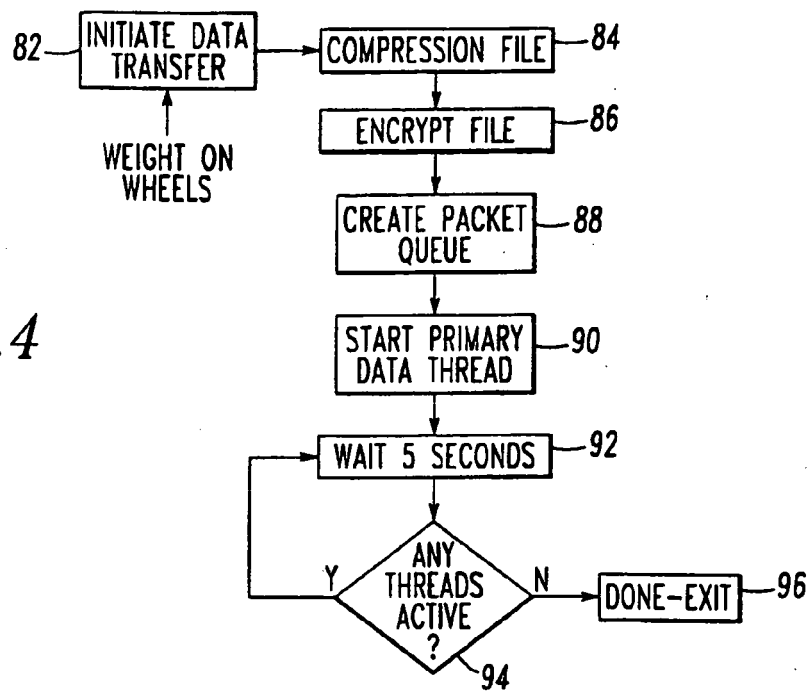 82
INITIATE DATA
TRANSFER
COMPRESSION FILE
84
WEIGHT ON
WHEELS
ENCRYPT FILE
86
CREATE PACKET
QUEUE
88
.4
START PRIMARY
DATA THREAD
90
WAIT 5 SECONDS
92
ANY
THREADS
ACTIVE
?
Y
N
DONE-EXIT
96
94